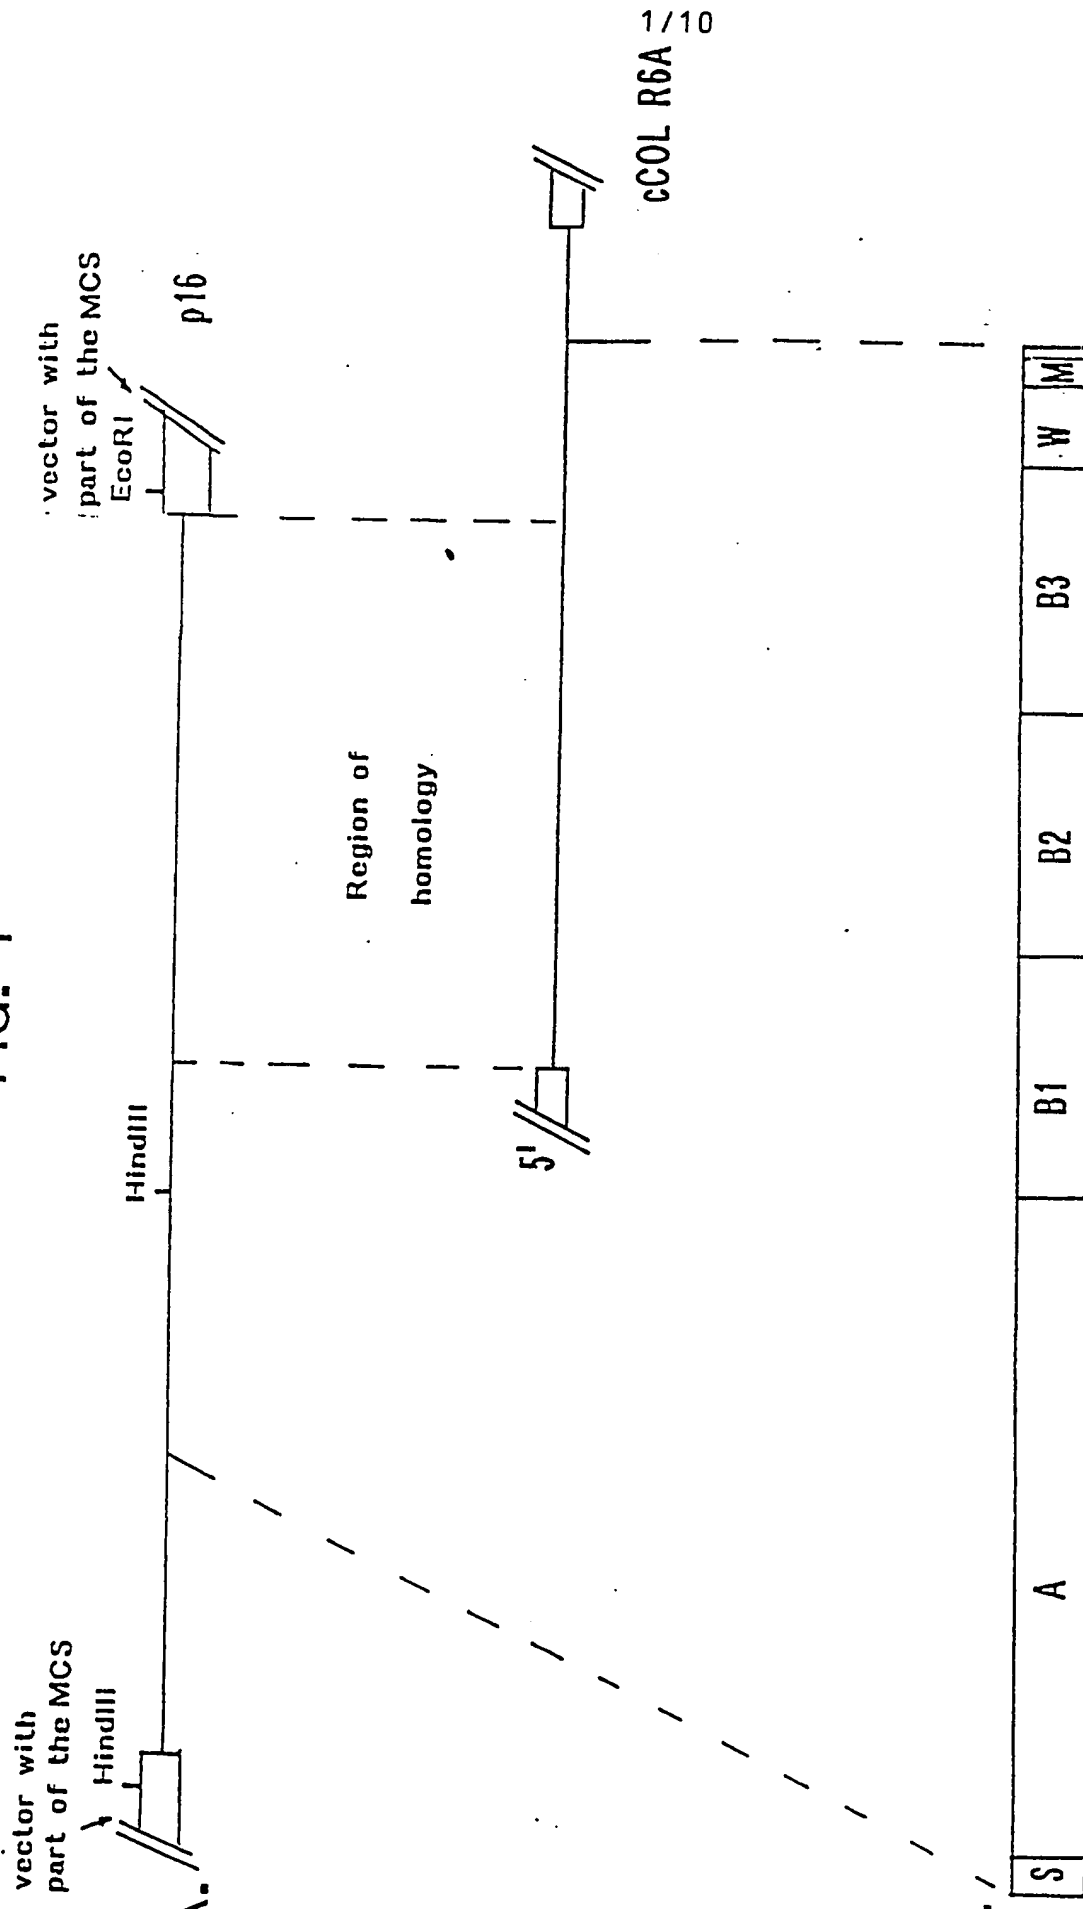 1/10
vector with
part of the MCS
HindIII
HindIII
vector with
part of the MCS
EcoRI
p16
Region of
homology
5'
cCOL R6A
S
A
B1
B2
B3
W
M